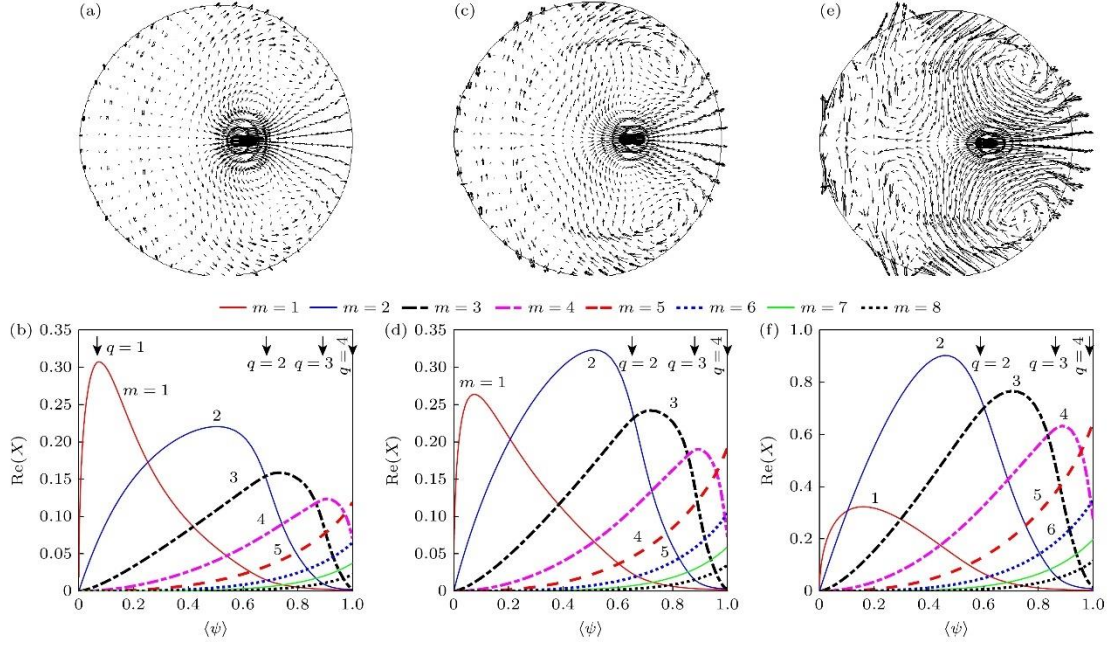 (a) (c) (e)
m = 1 m = 2 m = 3 m = 4 m = 5 m = 6 m = 7 m = 8
(b)
0.35
0.30
0.25
0.20
0.15
0.10
0.05
0
Re(X)
q = 1
q = 2
q = 3
q = 4
m = 1
2
3
4
5
0 0.2 0.4 0.6 0.8 1.0
⟨ψ⟩
(d)
0.35
0.30
0.25
0.20
0.15
0.10
0.05
0
Re(X)
q = 2
q = 3
q = 4
m = 1
2
3
4
5
0 0.2 0.4 0.6 0.8 1.0
⟨ψ⟩
(f)
1.0
0.8
0.6
0.4
0.2
0
Re(X)
q = 2
q = 3
q = 4
1
2
3
4
5
6
0 0.2 0.4 0.6 0.8 1.0
⟨ψ⟩